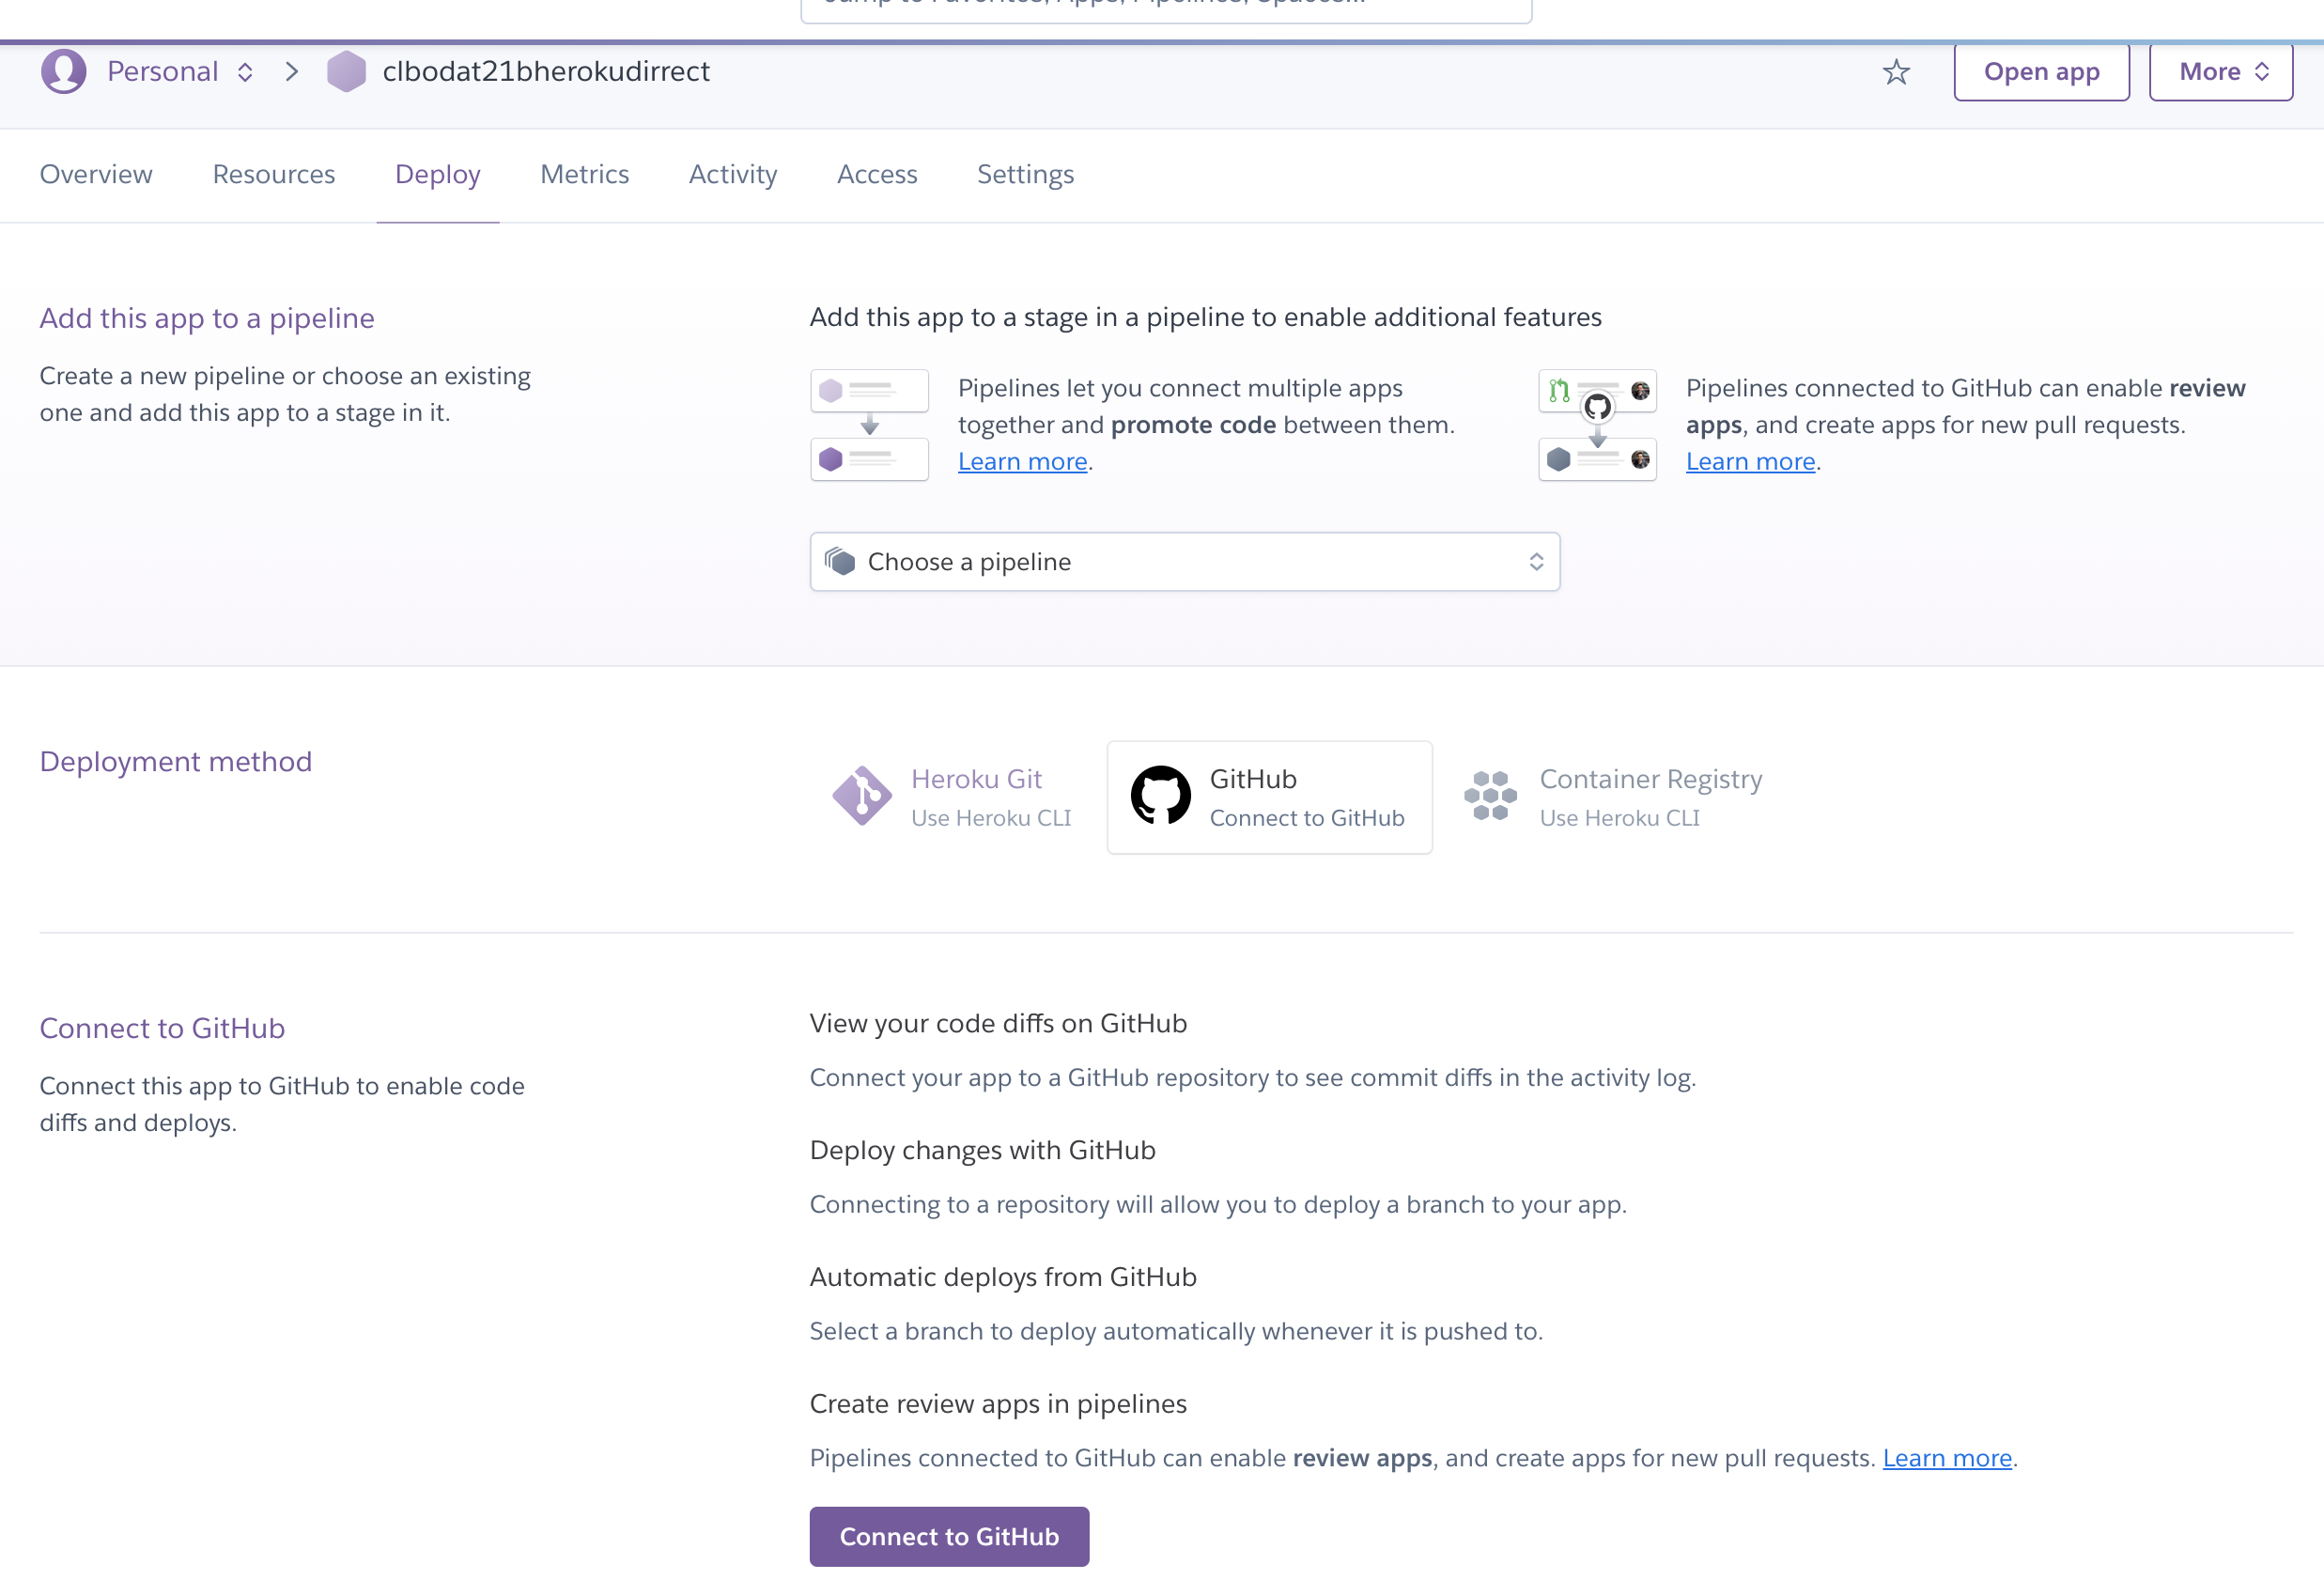 Jump to Favorites, Apps, Pipelines, Spaces...
Personal
clbodat21bherokudirrect
Open app
More
Overview
Resources
Deploy
Metrics
Activity
Access
Settings
Add this app to a pipeline
Create a new pipeline or choose an existing
one and add this app to a stage in it.
Add this app to a stage in a pipeline to enable additional features
Pipelines let you connect multiple apps
together and promote code between them.
Learn more.
Pipelines connected to GitHub can enable review
apps, and create apps for new pull requests.
Learn more.
Choose a pipeline
Deployment method
Heroku Git
Use Heroku CLI
GitHub
Connect to GitHub
Container Registry
Use Heroku CLI
Connect to GitHub
Connect this app to GitHub to enable code
diffs and deploys.
View your code diffs on GitHub
Connect your app to a GitHub repository to see commit diffs in the activity log.
Deploy changes with GitHub
Connecting to a repository will allow you to deploy a branch to your app.
Automatic deploys from GitHub
Select a branch to deploy automatically whenever it is pushed to.
Create review apps in pipelines
Pipelines connected to GitHub can enable review apps, and create apps for new pull requests. Learn more.
Connect to GitHub